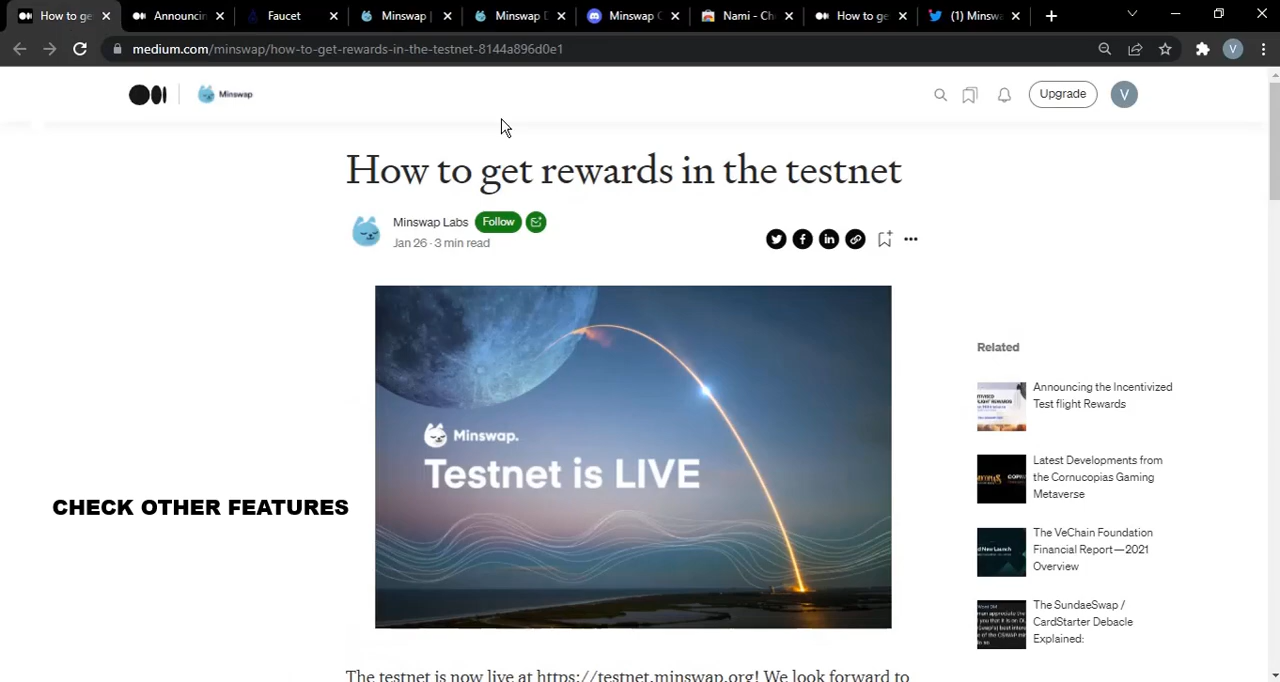 How to ge
Announcin
Faucet
Minswap |
Minswap D
Minswap C
Nami - Ch
How to ge
(1) Minsw
medium.com/minswap/how-to-get-rewards-in-the-testnet-8144a896d0e1
V
Minswap
Upgrade
V
How to get rewards in the testnet
Minswap Labs Follow
Jan 26 · 3 min read
Minswap.
Testnet is LIVE
CHECK OTHER FEATURES
Related
Announcing the Incentivized
Test flight Rewards
Latest Developments from
the Cornucopias Gaming
Metaverse
The VeChain Foundation
Financial Report—2021
Overview
The SundaeSwap /
CardStarter Debacle
Explained:
The testnet is now live at https://testnet.minswap.org! We look forward to